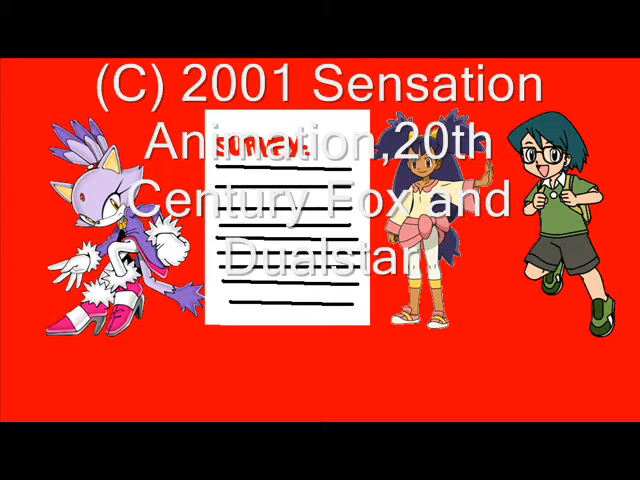 (C) 2001 Sensation
Animation,20th
SURVEY:
Century Fox and
Dualstar